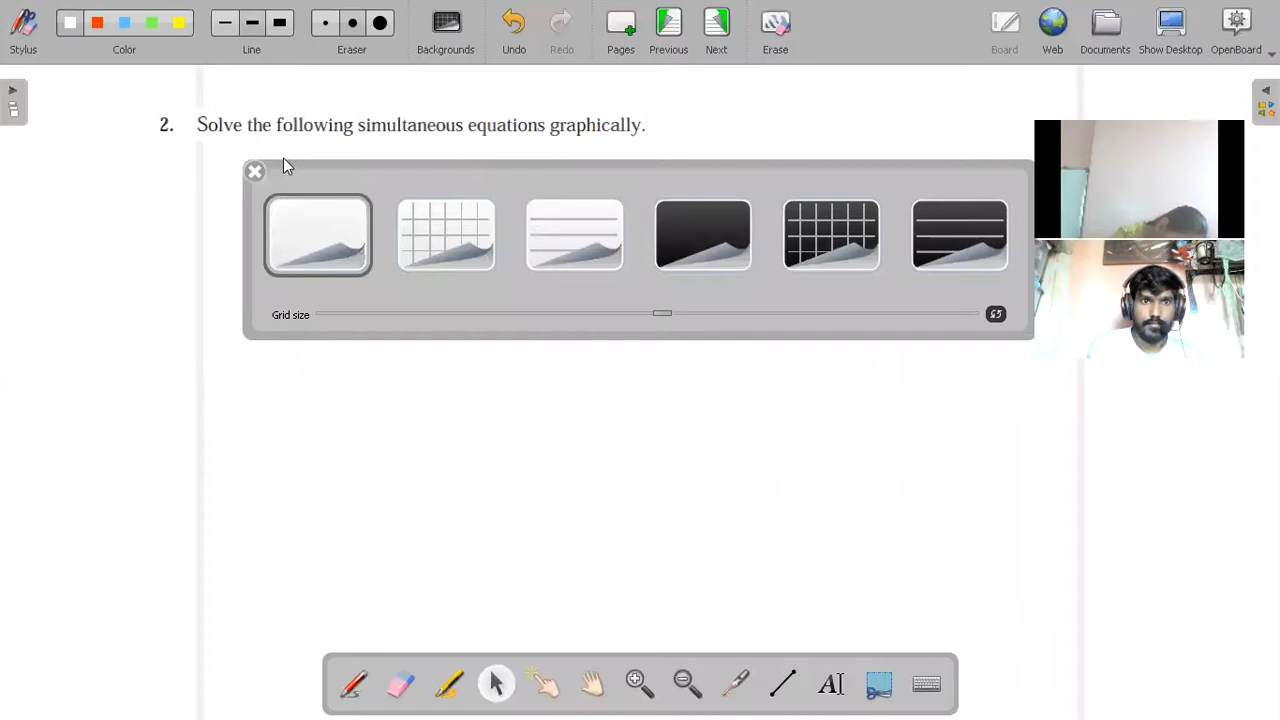 Stylus
Color
Line
Eraser
Backgrounds
Undo
Redo
Pages
Previous
Next
Erase
Board
Web
Documents
Show Desktop
OpenBoard
2. Solve the following simultaneous equations graphically.
Grid size